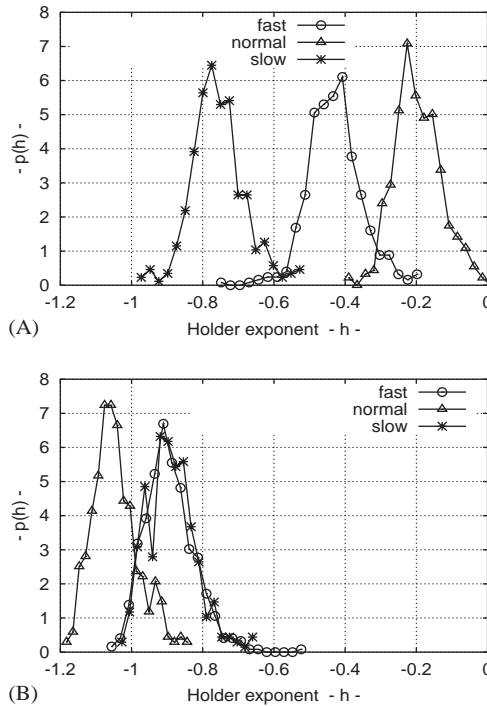 8
7
6
5
4
3
2
1
0
- p(h) -
fast
normal
slow
-1.2 -1 -0.8 -0.6 -0.4 -0.2 0
(A) Holder exponent - h -
8
7
6
5
4
3
2
1
0
- p(h) -
fast
normal
slow
-1.2 -1 -0.8 -0.6 -0.4 -0.2 0
(B) Holder exponent - h -